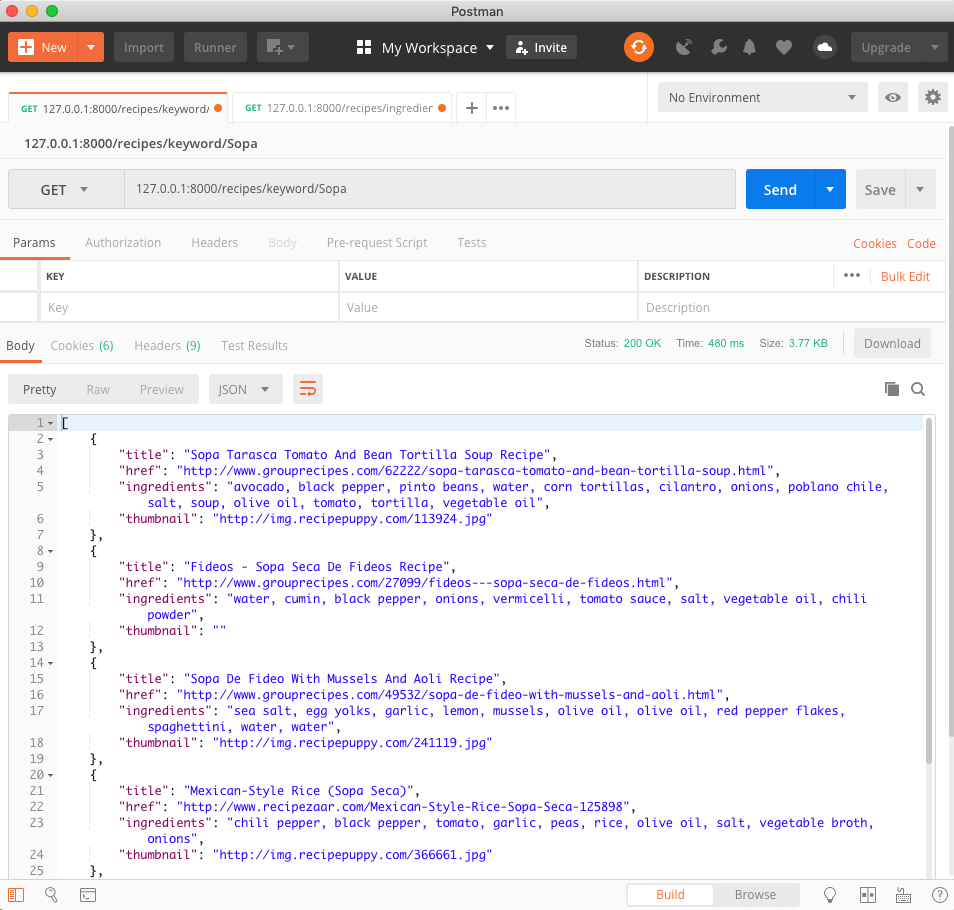 Postman
New Import Runner My Workspace Invite Upgrade
GET 127.0.0.1:8000/recipes/keyword/ GET 127.0.0.1:8000/recipes/ingredier + ••• No Environment
127.0.0.1:8000/recipes/keyword/Sopa
GET 127.0.0.1:8000/recipes/keyword/Sopa Send Save
Params Authorization Headers Body Pre-request Script Tests Cookies Code
KEY VALUE DESCRIPTION ••• Bulk Edit
Key Value Description
Body Cookies (6) Headers (9) Test Results Status: 200 OK Time: 480 ms Size: 3.77 KB Download
Pretty Raw Preview JSON
1 [
2 {
3 "title": "Sopa Tarasca Tomato And Bean Tortilla Soup Recipe",
4 "href": "http://www.grouprecipes.com/62222/sopa-tarasca-tomato-and-bean-tortilla-soup.html",
5 "ingredients": "avocado, black pepper, pinto beans, water, corn tortillas, cilantro, onions, poblano chile,
salt, soup, olive oil, tomato, tortilla, vegetable oil",
6 "thumbnail": "http://img.recipepuppy.com/113924.jpg"
7 },
8 {
9 "title": "Fideos - Sopa Seca De Fideos Recipe",
10 "href": "http://www.grouprecipes.com/27099/fideos---sopa-seca-de-fideos.html",
11 "ingredients": "water, cumin, black pepper, onions, vermicelli, tomato sauce, salt, vegetable oil, chili
powder",
12 "thumbnail": ""
13 },
14 {
15 "title": "Sopa De Fideo With Mussels And Aoli Recipe",
16 "href": "http://www.grouprecipes.com/49532/sopa-de-fideo-with-mussels-and-aoli.html",
17 "ingredients": "sea salt, egg yolks, garlic, lemon, mussels, olive oil, olive oil, red pepper flakes,
spaghettini, water, water",
18 "thumbnail": "http://img.recipepuppy.com/241119.jpg"
19 },
20 {
21 "title": "Mexican-Style Rice (Sopa Seca)",
22 "href": "http://www.recipezaar.com/Mexican-Style-Rice-Sopa-Seca-125898",
23 "ingredients": "chili pepper, black pepper, tomato, garlic, peas, rice, olive oil, salt, vegetable broth,
onions",
24 "thumbnail": "http://img.recipepuppy.com/366661.jpg"
25 },
Build Browse